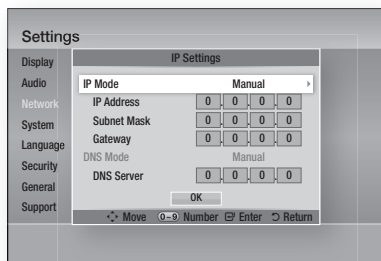 Settings
IP Settings
Display
Audio
Network
System
Language
Security
General
Support
IP Mode Manual
IP Address 0 . 0 . 0 . 0
Subnet Mask 0 . 0 . 0 . 0
Gateway 0 . 0 . 0 . 0
DNS Mode Manual
DNS Server 0 . 0 . 0 . 0
OK
Move 0~9 Number Enter Return